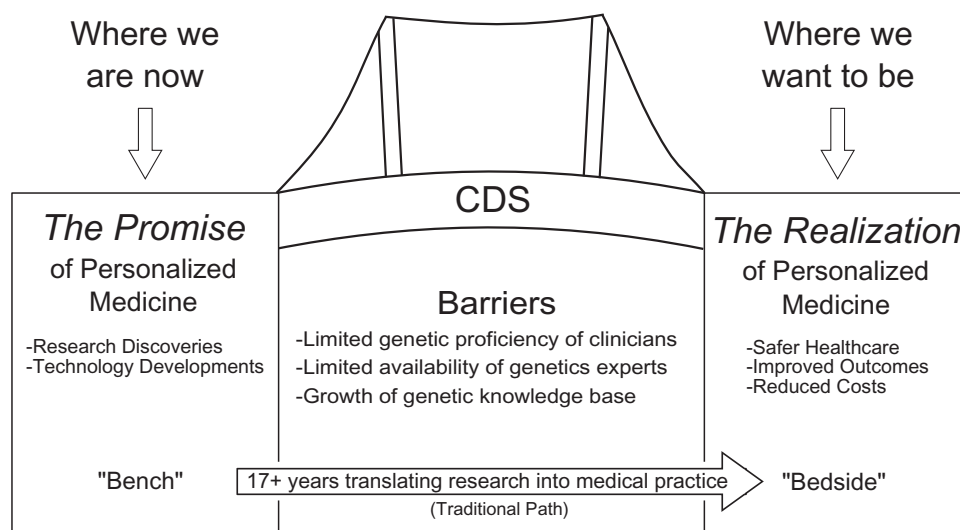 Where we
are now
Where we
want to be
CDS
The Promise
of Personalized
Medicine
-Research Discoveries
-Technology Developments
Barriers
-Limited genetic proficiency of clinicians
-Limited availability of genetics experts
-Growth of genetic knowledge base
The Realization
of Personalized
Medicine
-Safer Healthcare
-Improved Outcomes
-Reduced Costs
"Bench"
17+ years translating research into medical practice
(Traditional Path)
"Bedside"